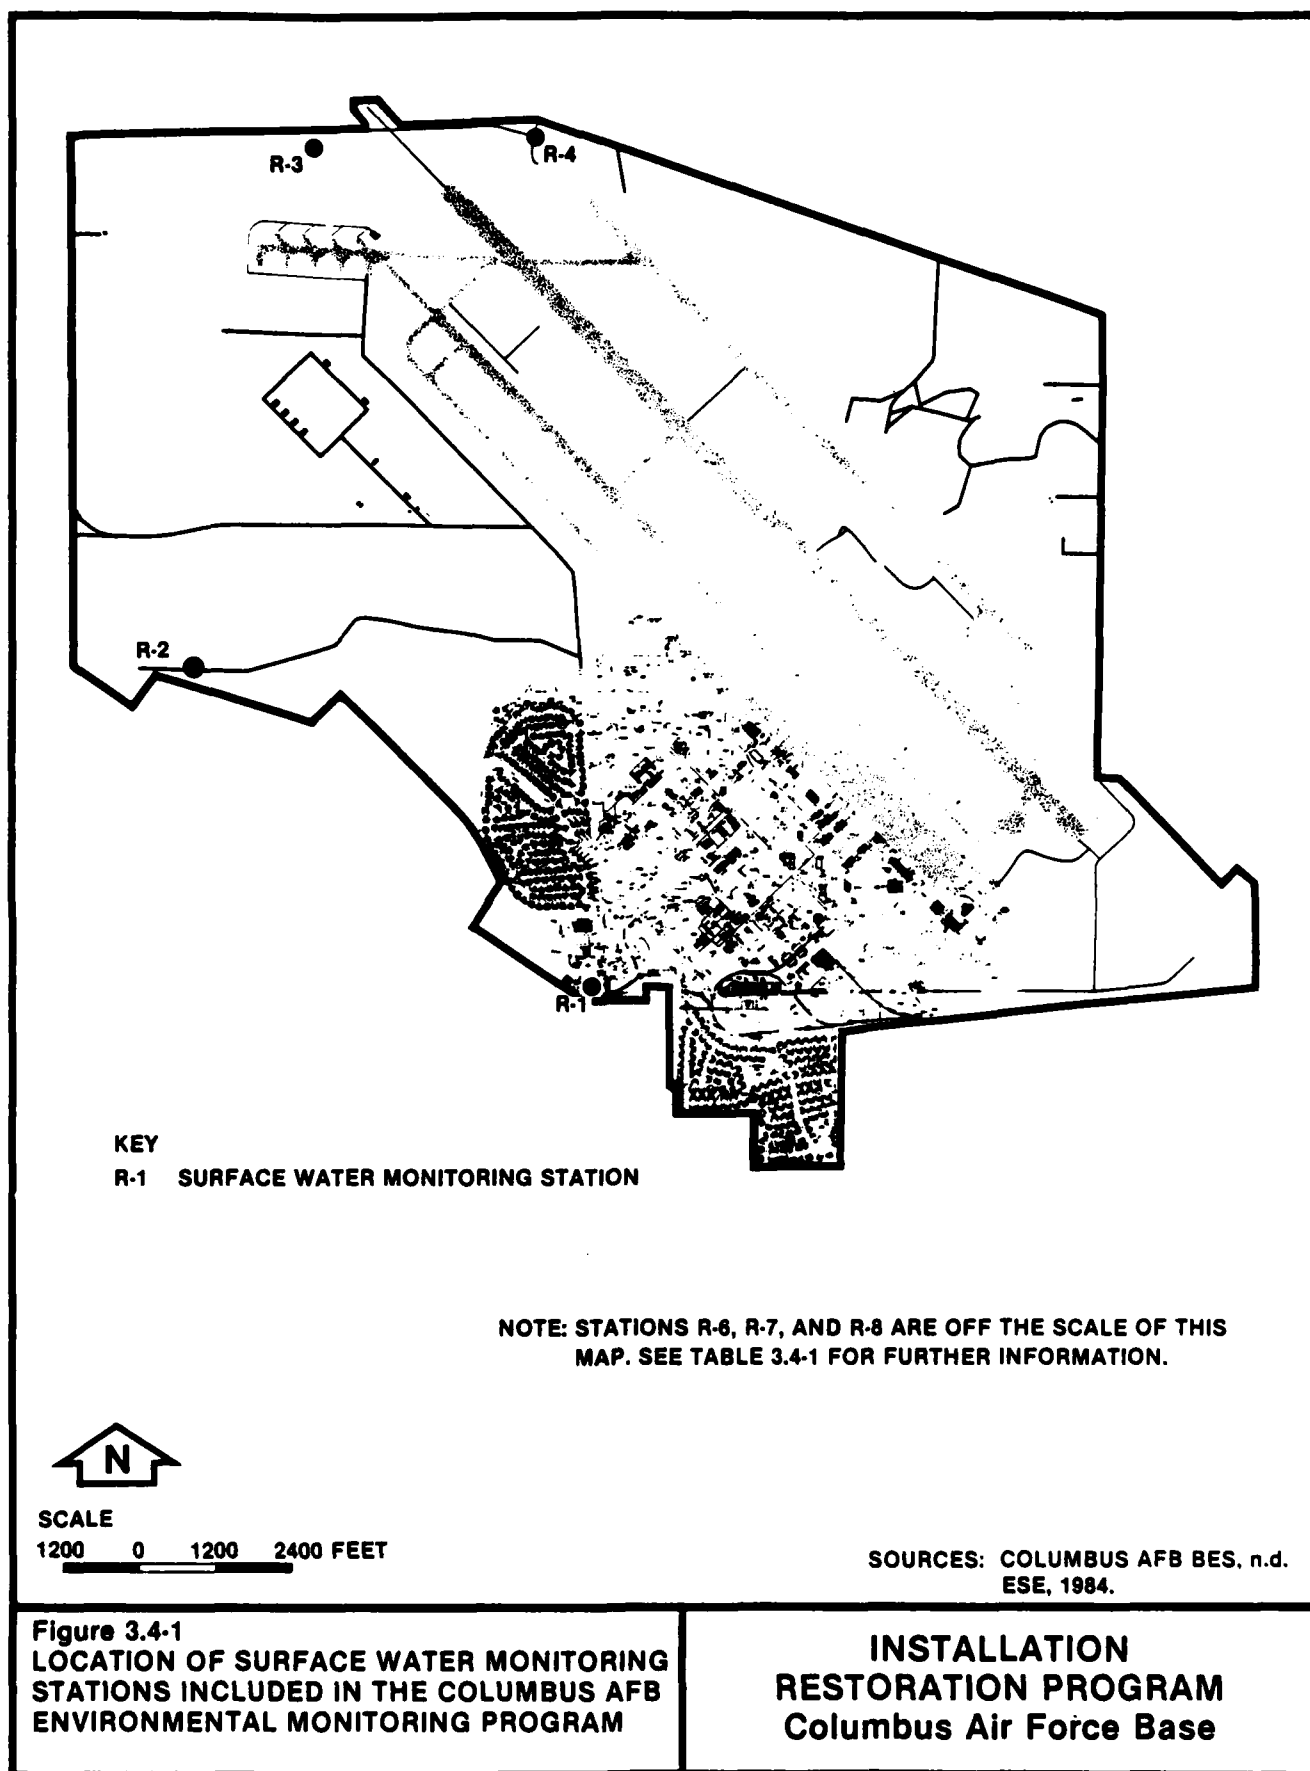 R-3
R-4
R-2
R-1
KEY
R-1 SURFACE WATER MONITORING STATION
NOTE: STATIONS R-6, R-7, AND R-8 ARE OFF THE SCALE OF THIS
MAP. SEE TABLE 3.4-1 FOR FURTHER INFORMATION.
N
SCALE
1200 0 1200 2400 FEET
SOURCES: COLUMBUS AFB BES, n.d.
ESE, 1984.
Figure 3.4-1
LOCATION OF SURFACE WATER MONITORING
STATIONS INCLUDED IN THE COLUMBUS AFB
ENVIRONMENTAL MONITORING PROGRAM
INSTALLATION
RESTORATION PROGRAM
Columbus Air Force Base